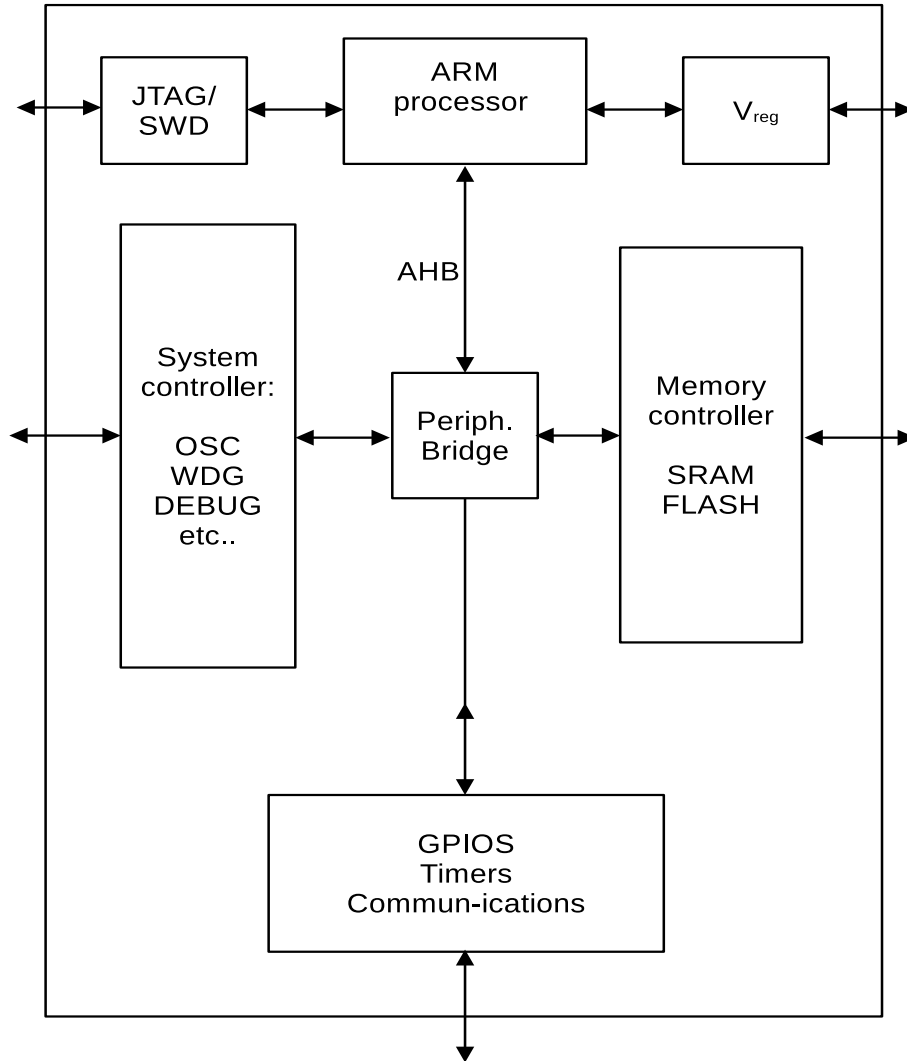 JTAG/
SWD
ARM
processor
Vreg
AHB
System
controller:
OSC
WDG
DEBUG
etc..
Periph.
Bridge
Memory
controller
SRAM
FLASH
GPIOS
Timers
Commun-ications